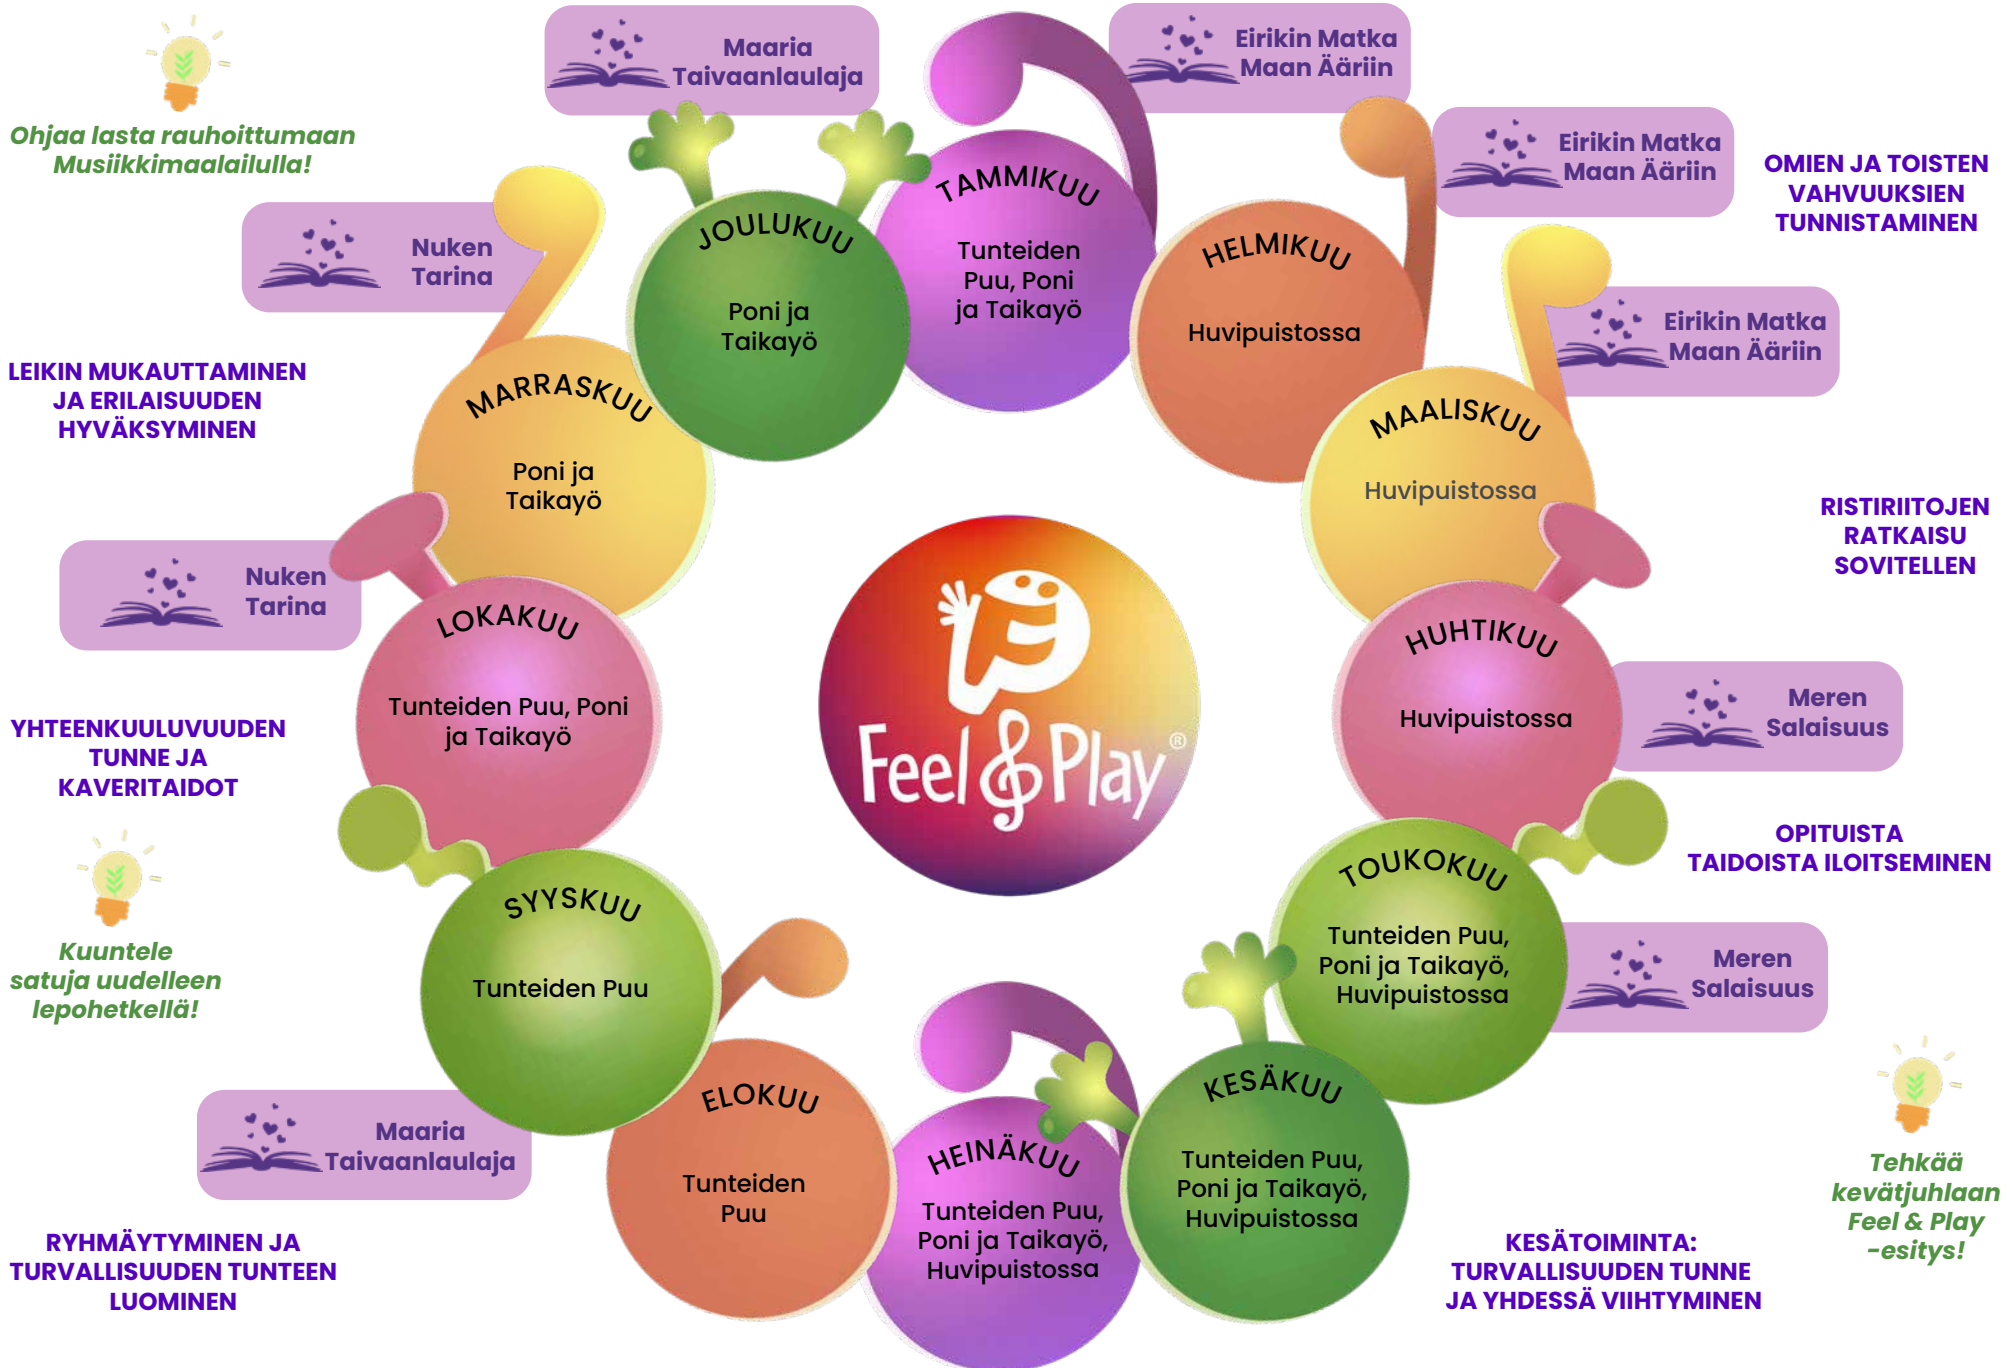 Maaria
Taivaanlaulaja
Eirikin Matka
Maan Ääriin
Ohjaa lasta rauhoittumaan
Musiikkimaalailulla!
Eirikin Matka
Maan Ääriin
OMIEN JA TOISTEN
VAHVUUKSIEN
TUNNISTAMINEN
TAMMIKUU
Tunteiden
Puu, Poni
ja Taikayö
JOULUKUU
Poni ja
Taikayö
HELMIKUU
Huvipuistossa
Nuken
Tarina
Eirikin Matka
Maan Ääriin
LEIKIN MUKAUTTAMINEN
JA ERILAISUUDEN
HYVÄKSYMINEN
MARRASKUU
Poni ja
Taikayö
MAALISKUU
Huvipuistossa
RISTIRIITOJEN
RATKAISU
SOVITELLEN
Nuken
Tarina
LOKAKUU
Tunteiden Puu, Poni
ja Taikayö
Feel & Play®
HUHTIKUU
Huvipuistossa
Meren
Salaisuus
YHTEENKUULUVUUDEN
TUNNE JA
KAVERITAIDOT
OPITUISTA
TAIDOISTA ILOITSEMINEN
TOUKOKUU
Tunteiden Puu,
Poni ja Taikayö,
Huvipuistossa
Meren
Salaisuus
SYYSKUU
Tunteiden Puu
Kuuntele
satuja uudelleen
lepohetkellä!
ELOKUU
Tunteiden
Puu
HEINÄKUU
Tunteiden Puu,
Poni ja Taikayö,
Huvipuistossa
KESÄKUU
Tunteiden Puu,
Poni ja Taikayö,
Huvipuistossa
Maaria
Taivaanlaulaja
Tehkää
kevätjuhlaan
Feel & Play
-esitys!
RYHMÄYTYMINEN JA
TURVALLISUUDEN TUNTEEN
LUOMINEN
KESÄTOIMINTA:
TURVALLISUUDEN TUNNE
JA YHDESSÄ VIIHTYMINEN